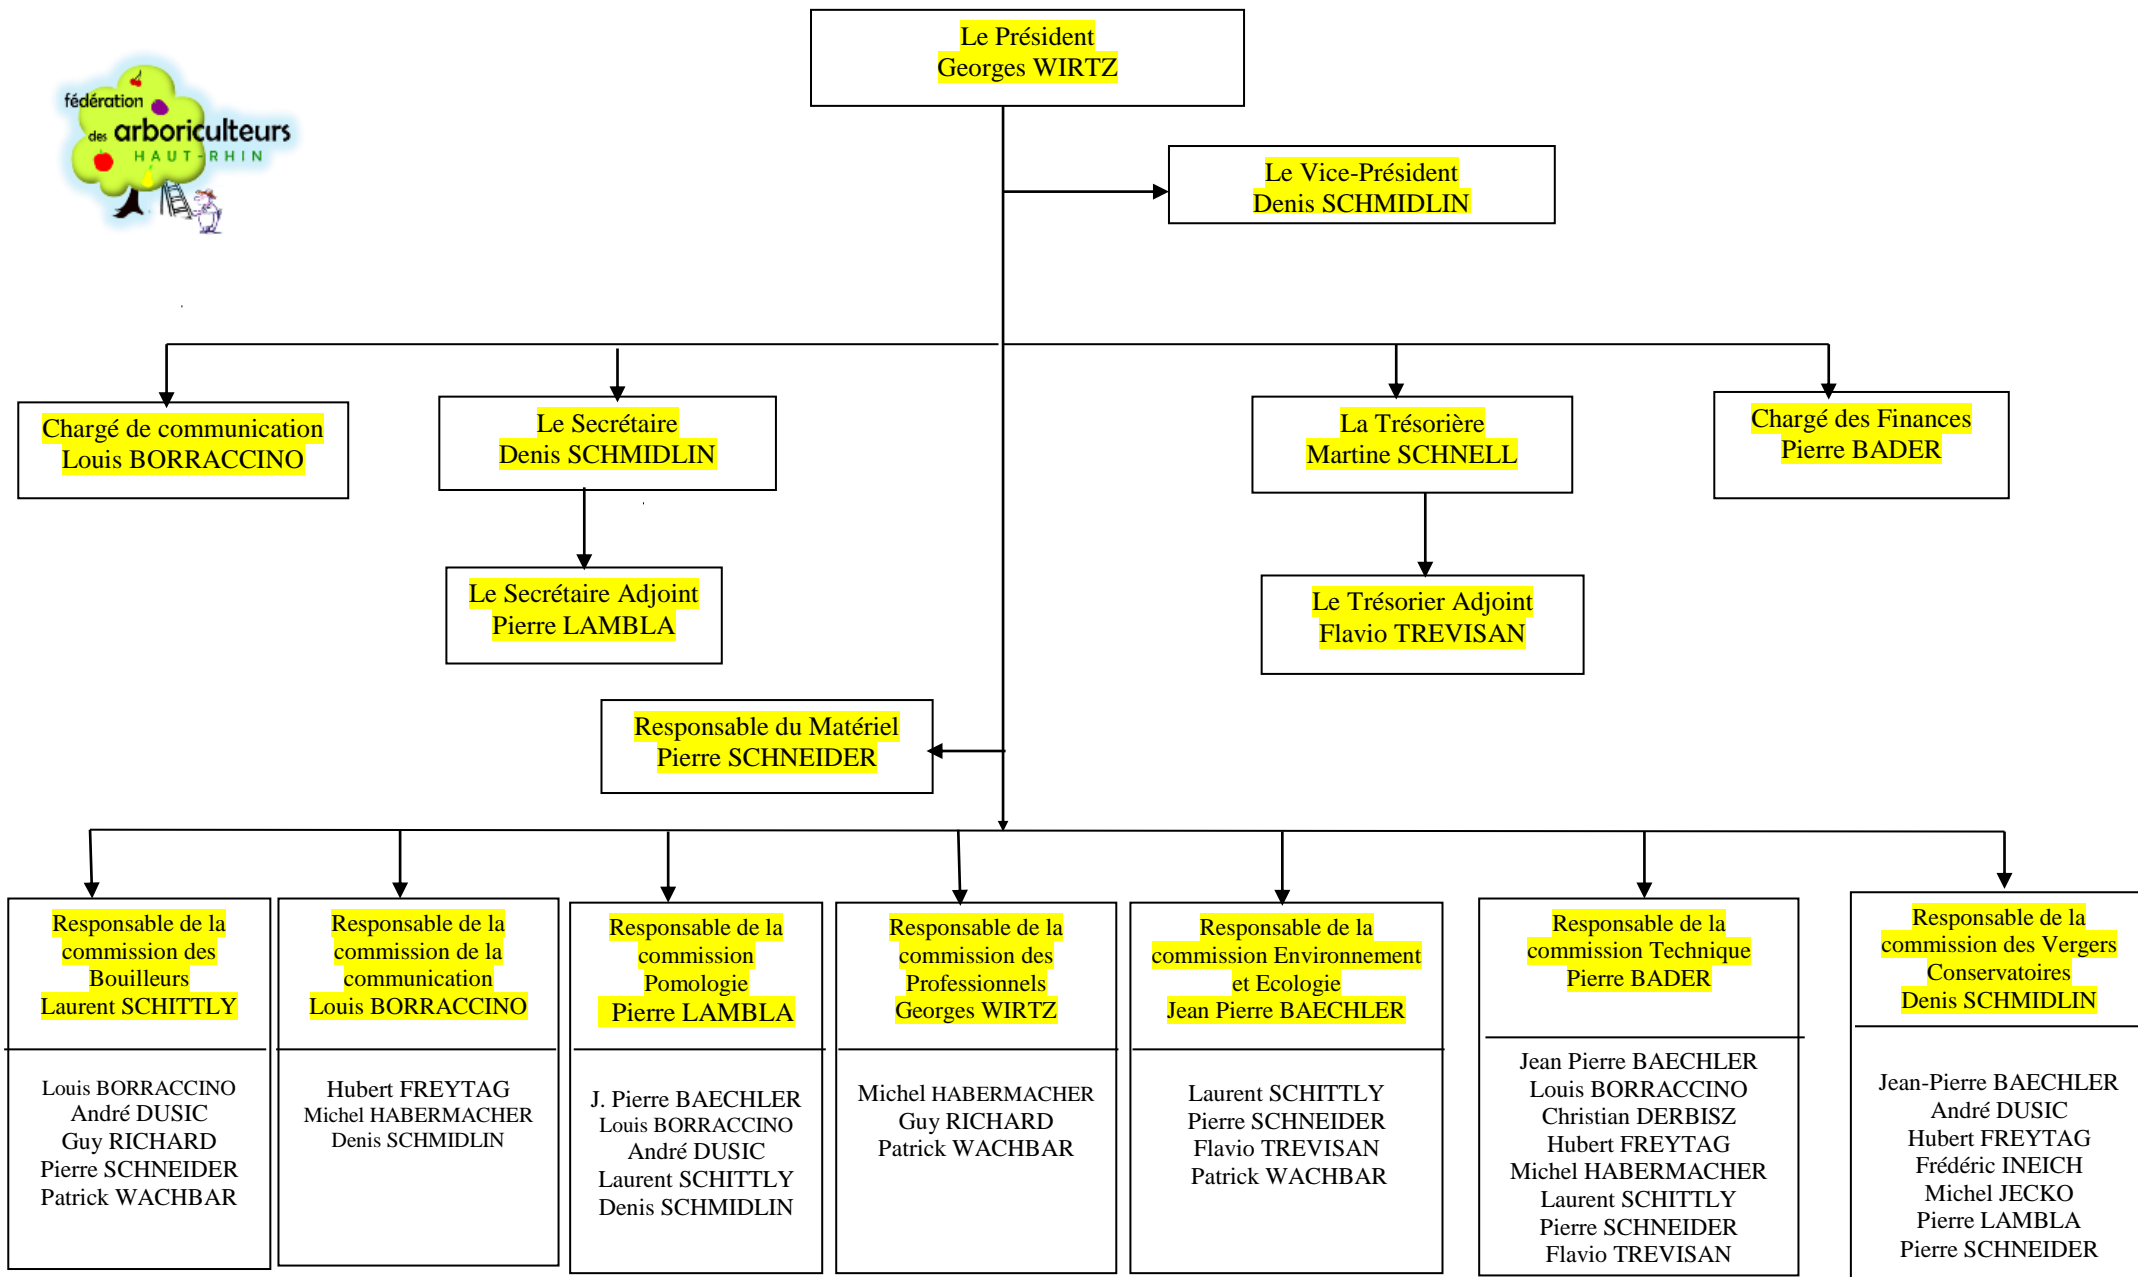 Le Président
Georges WIRTZ
fédération
des arboriculteurs
HAUT-RHIN
Le Vice-Président
Denis SCHMIDLIN
Chargé de communication
Louis BORRACCINO
Le Secrétaire
Denis SCHMIDLIN
La Trésorière
Martine SCHNELL
Chargé des Finances
Pierre BADER
Le Secrétaire Adjoint
Pierre LAMBLA
Le Trésorier Adjoint
Flavio TREVISAN
Responsable du Matériel
Pierre SCHNEIDER
Responsable de la
commission des
Bouilleurs
Laurent SCHITTLY
Louis BORRACCINO
André DUSIC
Guy RICHARD
Pierre SCHNEIDER
Patrick WACHBAR
Responsable de la
commission de la
communication
Louis BORRACCINO
Hubert FREYTAG
Michel HABERMACHER
Denis SCHMIDLIN
Responsable de la
commission
Pomologie
Pierre LAMBLA
J. Pierre BAECHLER
Louis BORRACCINO
André DUSIC
Laurent SCHITTLY
Denis SCHMIDLIN
Responsable de la
commission des
Professionnels
Georges WIRTZ
Michel HABERMACHER
Guy RICHARD
Patrick WACHBAR
Responsable de la
commission Environnement
et Ecologie
Jean Pierre BAECHLER
Laurent SCHITTLY
Pierre SCHNEIDER
Flavio TREVISAN
Patrick WACHBAR
Responsable de la
commission Technique
Pierre BADER
Jean Pierre BAECHLER
Louis BORRACCINO
Christian DERBISZ
Hubert FREYTAG
Michel HABERMACHER
Laurent SCHITTLY
Pierre SCHNEIDER
Flavio TREVISAN
Responsable de la
commission des Vergers
Conservatoires
Denis SCHMIDLIN
Jean-Pierre BAECHLER
André DUSIC
Hubert FREYTAG
Frédéric INEICH
Michel JECKO
Pierre LAMBLA
Pierre SCHNEIDER